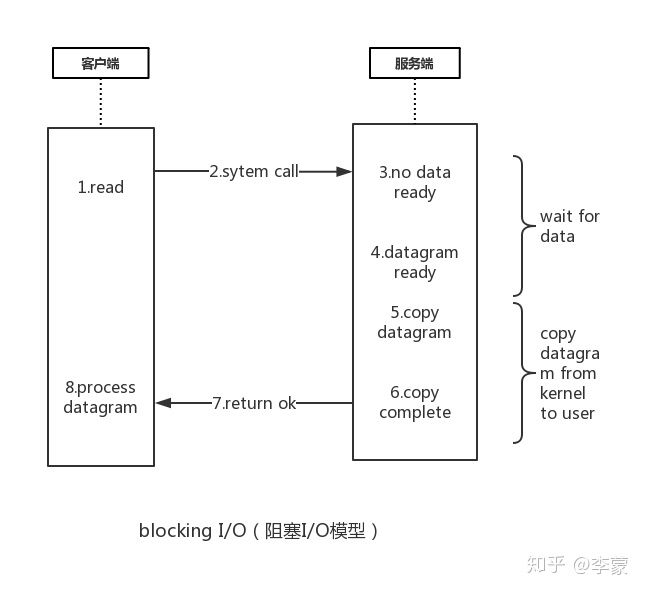 客户端
服务端
1.read
2.sytem call
3.no data
ready
wait for
data
4.datagram
ready
5.copy
datagram
copy
datagra
m from
kernel
to user
8.process
datagram
7.return ok
6.copy
complete
blocking I/O（阻塞I/O模型）
知乎 @李蒙